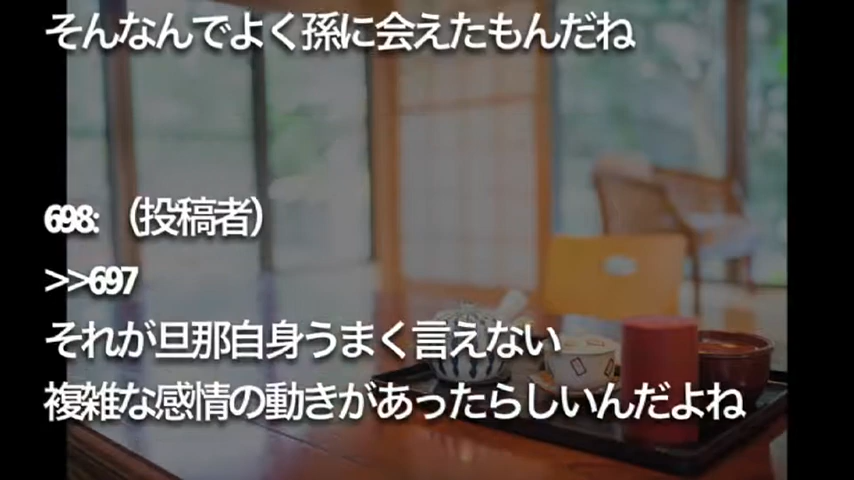 そんなんでよく孫に会えたもんだね
698: （投稿者）
>>697
それが旦那自身うまく言えない
複雑な感情の動きがあったらしいんだよね